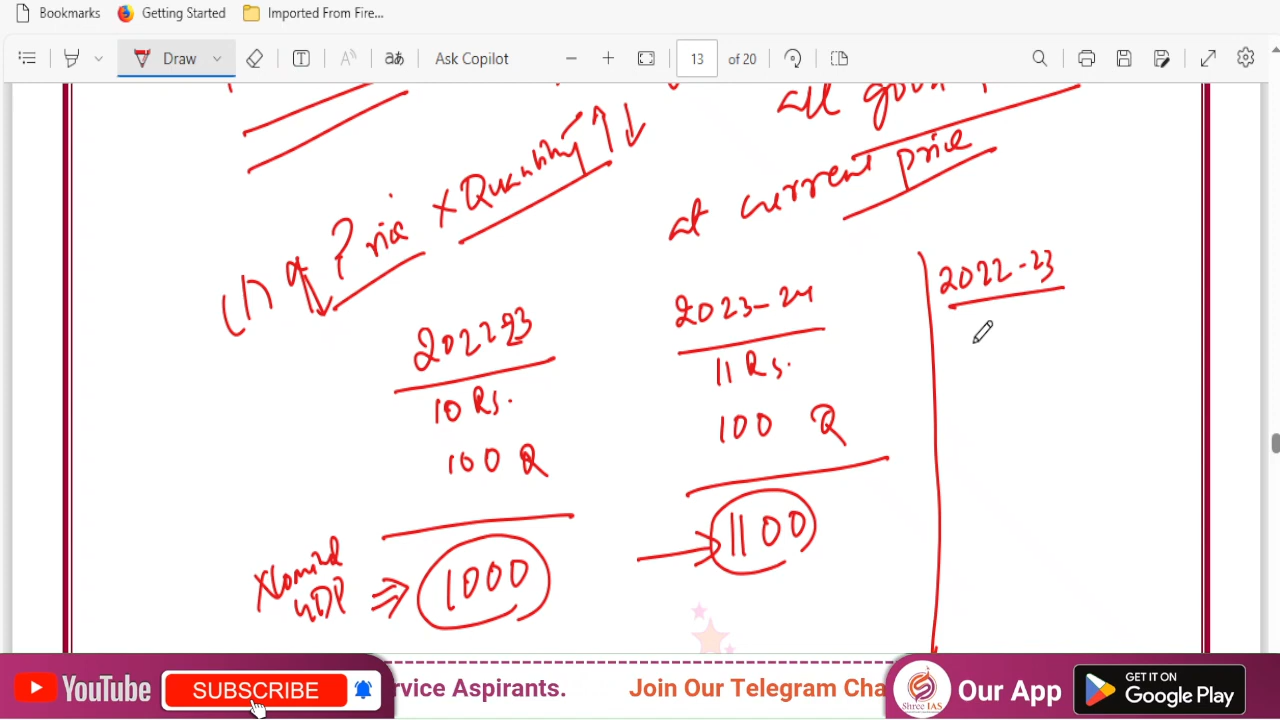 Bookmarks Getting Started Imported From Fire...
Draw Ask Copilot 13 of 20
all good
at current price
(1) Price × Quantity
2022-23
10 Rs.
100 Q
Nominal GDP ⇒ 1000
2023-24
11 Rs.
100 Q
→ 1100
2022-23
YouTube SUBSCRIBE rvice Aspirants. Join Our Telegram Cha Shree IAS Our App GET IT ON Google Play